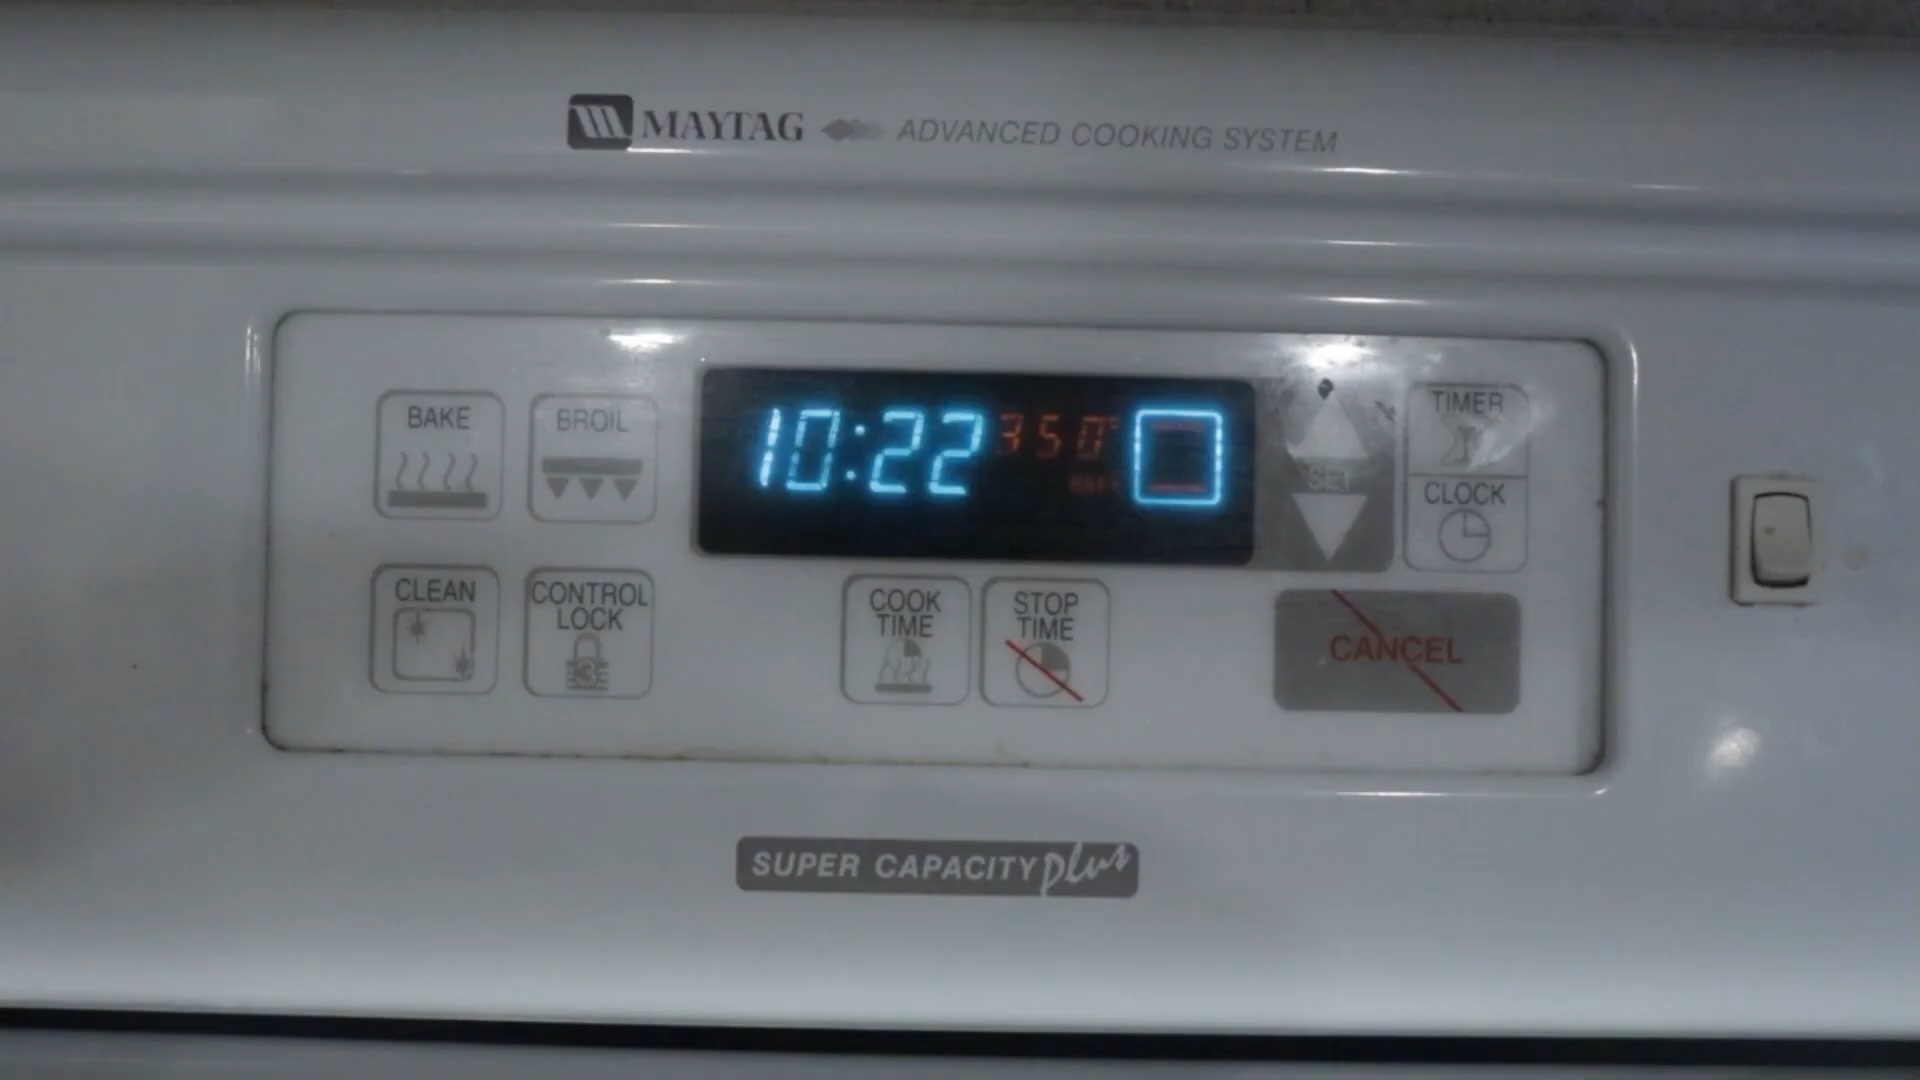 MAYTAG ADVANCED COOKING SYSTEM
BAKE
BROIL
10:22 350°
SET
TIMER
CLOCK
CLEAN
CONTROL
LOCK
COOK
TIME
STOP
TIME
CANCEL
SUPER CAPACITY plus